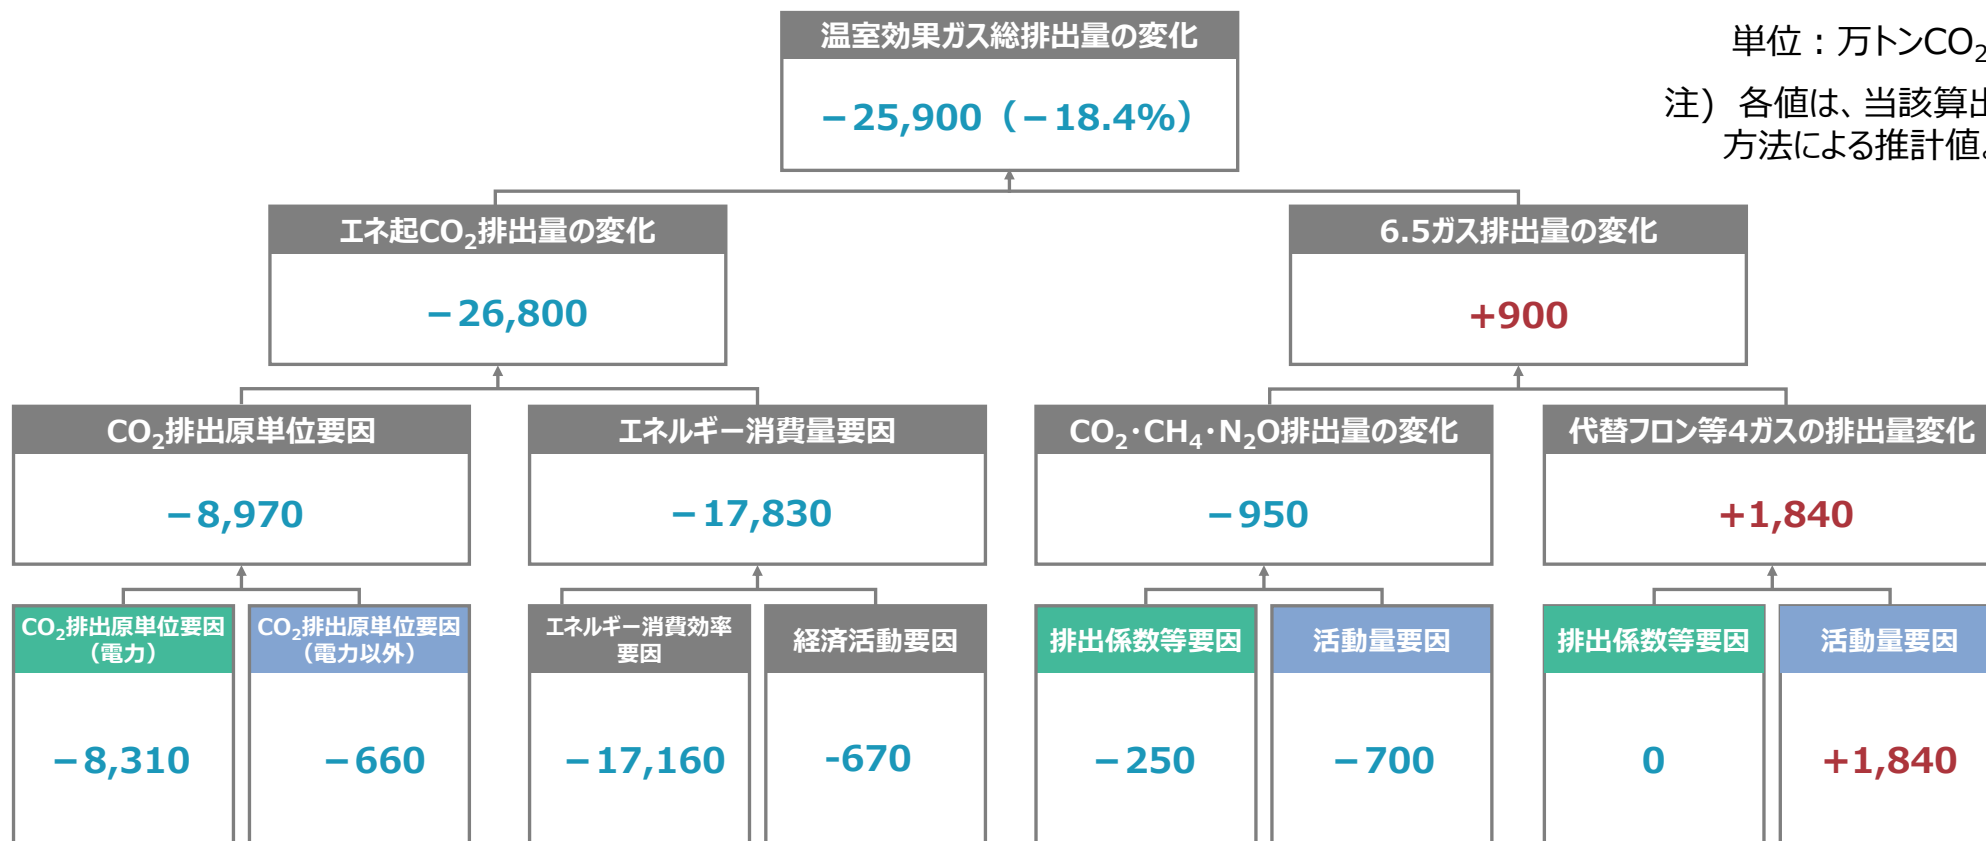 温室効果ガス総排出量の変化
－25,900（－18.4%）
単位：万トンCO₂
注) 各値は、当該算出
方法による推計値。
エネ起CO₂排出量の変化
－26,800
6.5ガス排出量の変化
+900
CO₂排出原単位要因
－8,970
エネルギー消費量要因
－17,830
CO₂・CH₄・N₂O排出量の変化
－950
代替フロン等4ガスの排出量変化
+1,840
CO₂排出原単位要因
（電力）
－8,310
CO₂排出原単位要因
（電力以外）
－660
エネルギー消費効率
要因
－17,160
経済活動要因
-670
排出係数等要因
－250
活動量要因
－700
排出係数等要因
0
活動量要因
+1,840